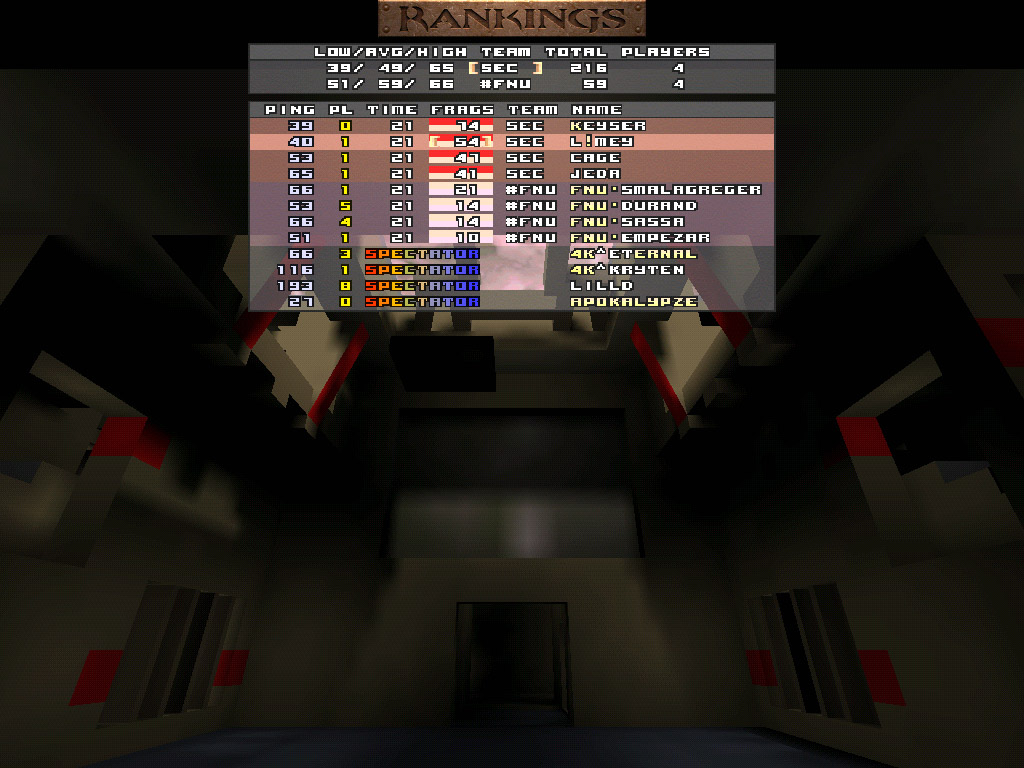 RANKINGS
LOW/AVG/HIGH TEAM TOTAL PLAYERS
39/ 49/ 65 [SEC ] 216 4
51/ 59/ 66 #FNU 59 4
PING PL TIME FRAGS TEAM NAME
39 0 21 74 SEC KEYSER
40 1 21 [ 54 ] SEC L!MEY
53 1 21 47 SEC CAGE
65 1 21 41 SEC JEDA
66 1 21 21 #FNU FNU·SMALAGREGER
53 5 21 14 #FNU FNU·DURAND
66 4 21 14 #FNU FNU·SASSA
51 1 21 10 #FNU FNU·EMPEZAR
66 3 SPECTATOR 4K^ETERNAL
116 1 SPECTATOR 4K^KRYTEN
193 8 SPECTATOR LILLD
27 0 SPECTATOR APOKALYPZE